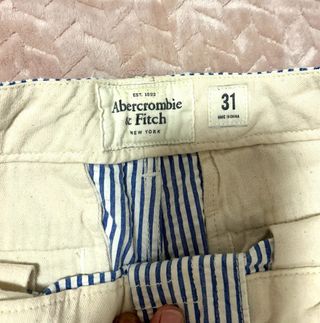 EST. 1892
Abercrombie
& Fitch
NEW YORK
31
MADE IN CHINA